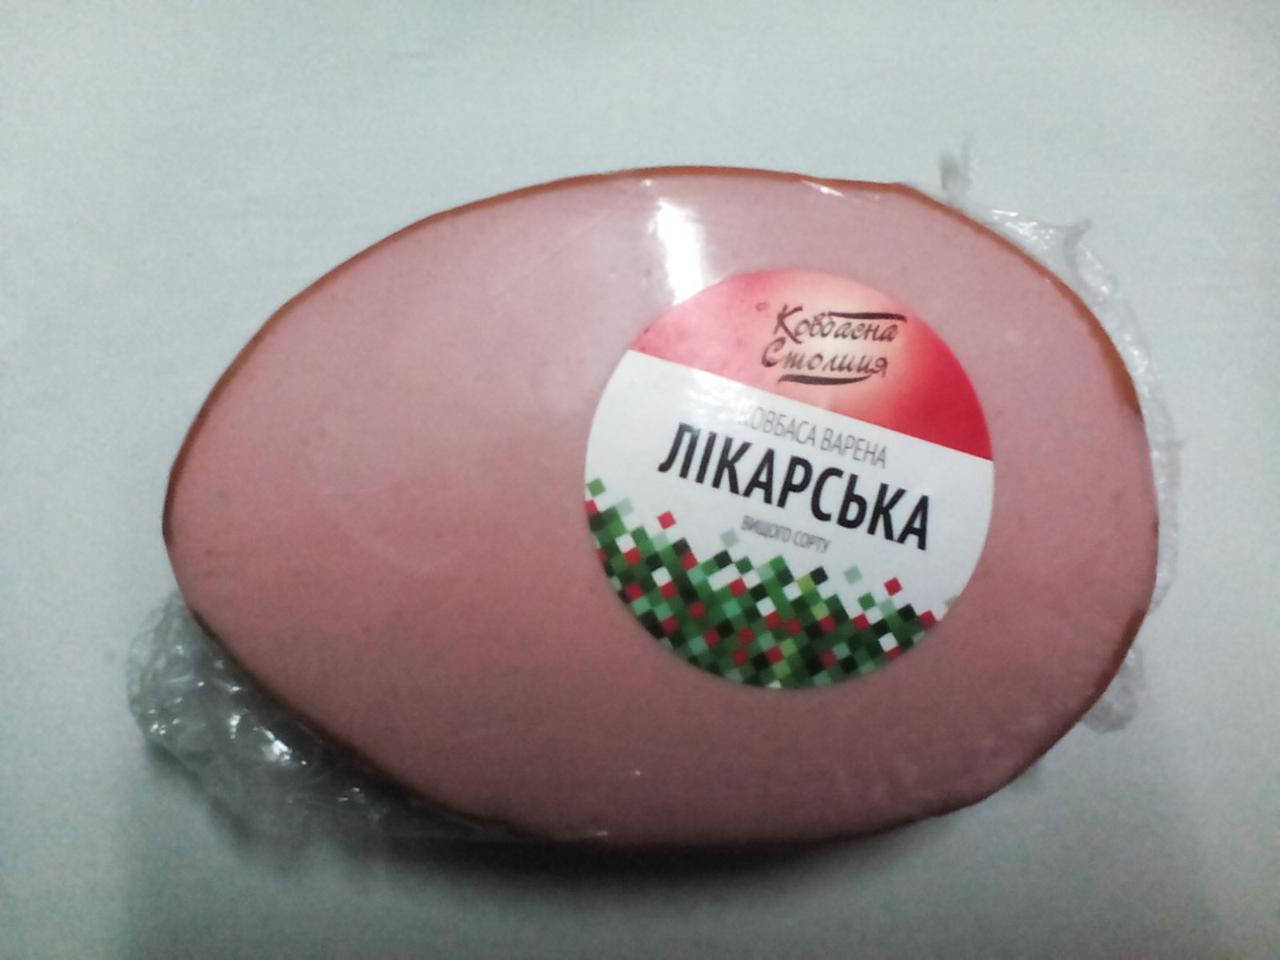 Ковбасна
Столиця
КОВБАСА ВАРЕНА
ЛІКАРСЬКА
ВИЩОГО СОРТУ